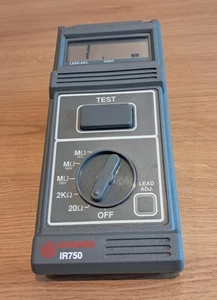 LEAD ADJ.
TEST
MΩ
MΩ
MΩ
2KΩ
20Ω
OFF
LEAD
ADJ.
IR750